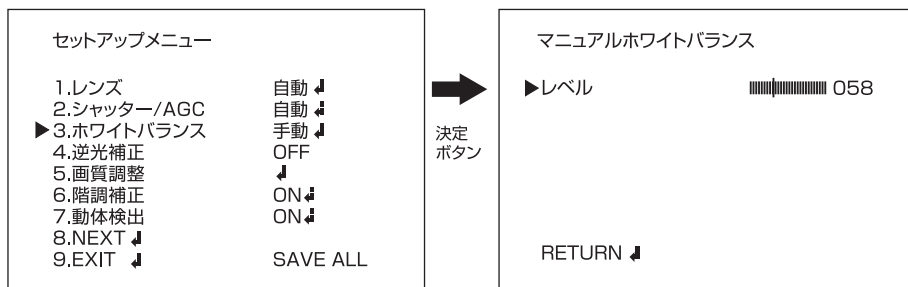 セットアップメニュー
1.レンズ 自動
2.シャッター/AGC 自動
3.ホワイトバランス 手動
4.逆光補正 OFF
5.画質調整
6.階調補正 ON
7.動体検出 ON
8.NEXT
9.EXIT SAVE ALL
決定
ボタン
マニュアルホワイトバランス
レベル 058
RETURN